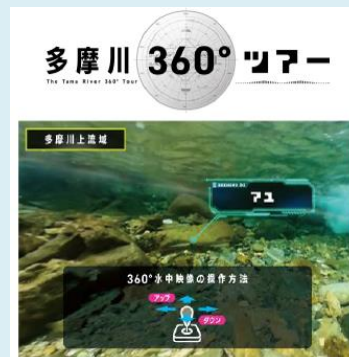 多摩川 360° ツアー
The Tama River 360° Tour
多摩川上流域
アユ
360°水中映像の操作方法
アップ
ダウン